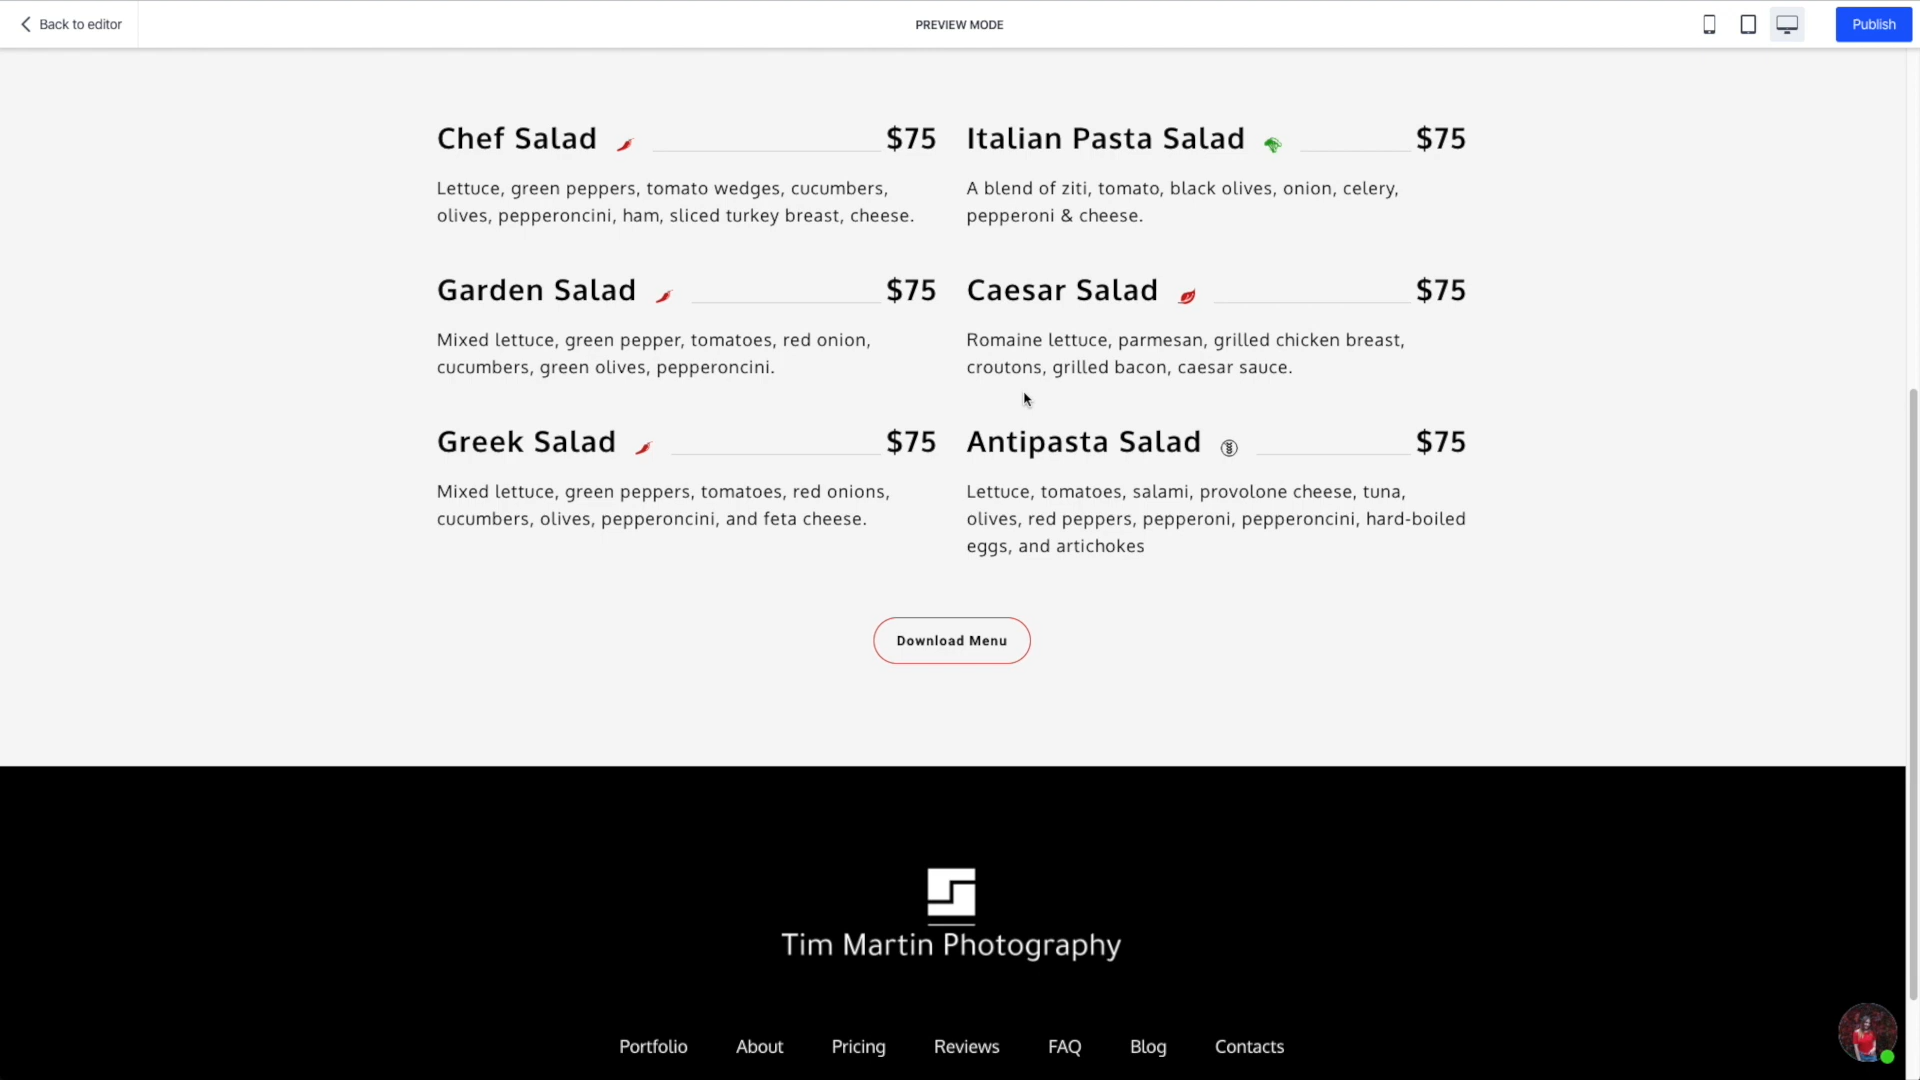 Back to editor
PREVIEW MODE
Publish
Chef Salad $75
Lettuce, green peppers, tomato wedges, cucumbers,
olives, pepperoncini, ham, sliced turkey breast, cheese.
Italian Pasta Salad $75
A blend of ziti, tomato, black olives, onion, celery,
pepperoni & cheese.
Garden Salad $75
Mixed lettuce, green pepper, tomatoes, red onion,
cucumbers, green olives, pepperoncini.
Caesar Salad $75
Romaine lettuce, parmesan, grilled chicken breast,
croutons, grilled bacon, caesar sauce.
Greek Salad $75
Mixed lettuce, green peppers, tomatoes, red onions,
cucumbers, olives, pepperoncini, and feta cheese.
Antipasta Salad $75
Lettuce, tomatoes, salami, provolone cheese, tuna,
olives, red peppers, pepperoni, pepperoncini, hard-boiled
eggs, and artichokes
Download Menu
Tim Martin Photography
Portfolio About Pricing Reviews FAQ Blog Contacts